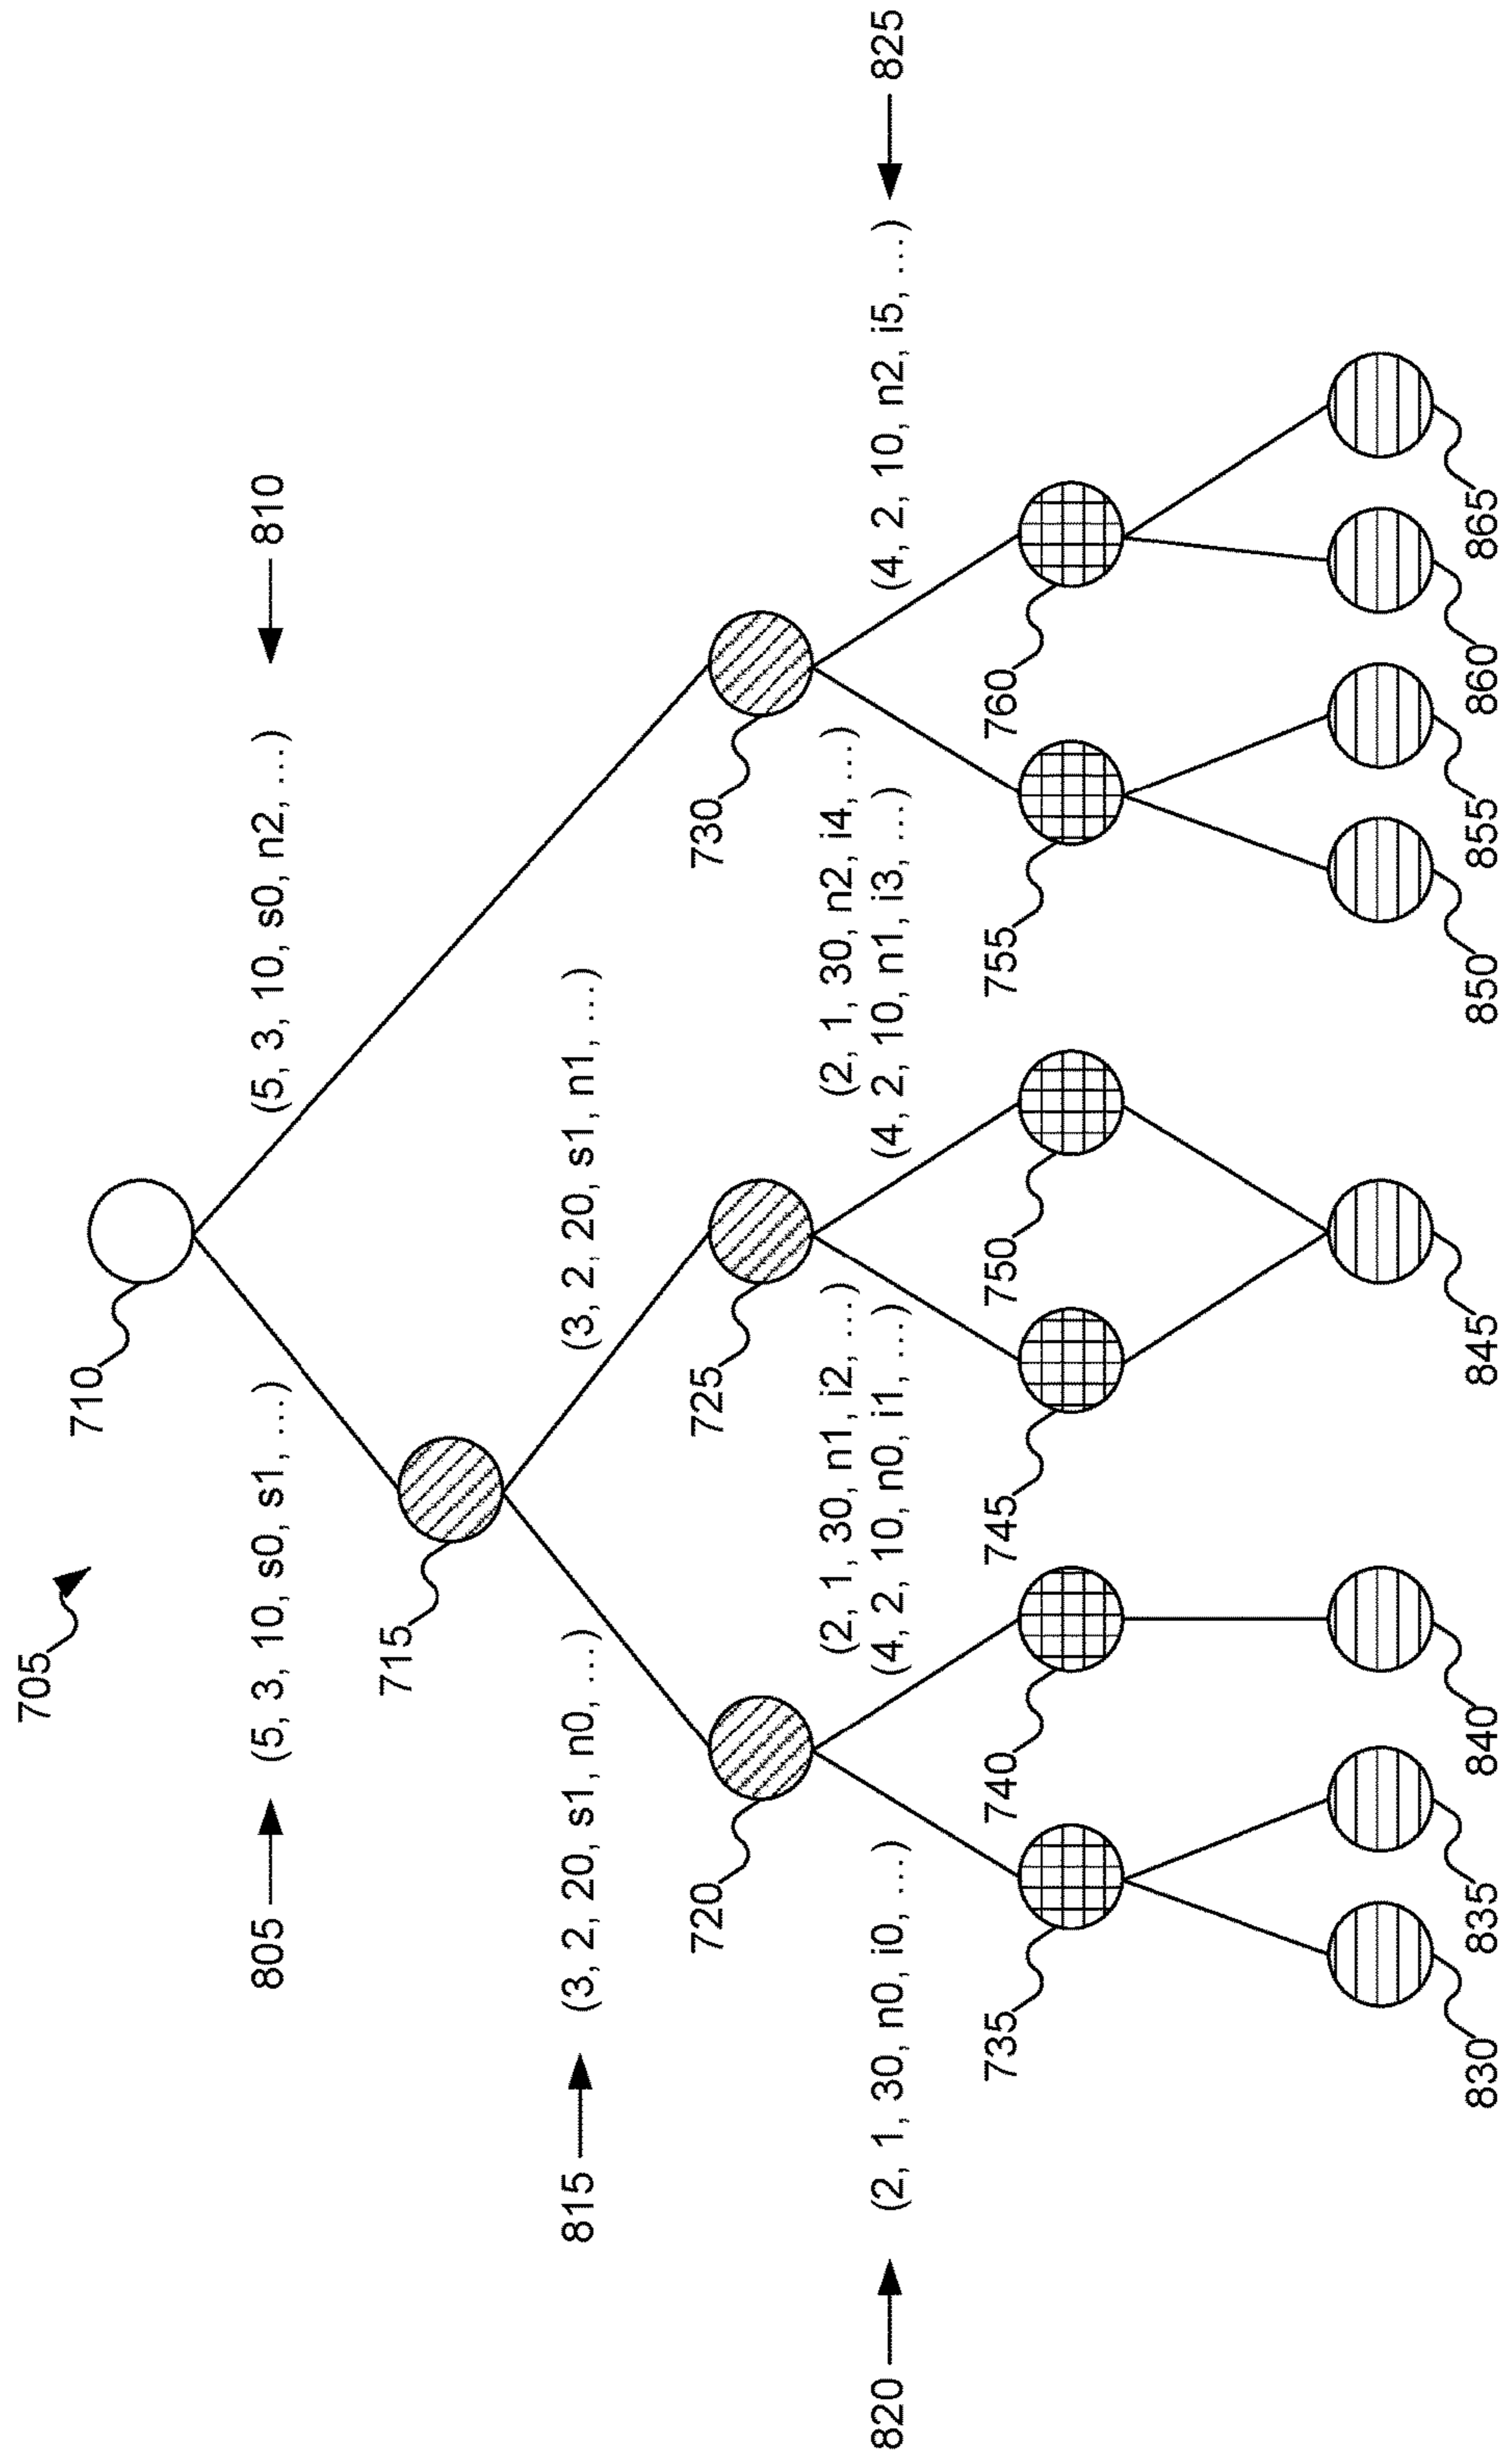 705
710
805
(5, 3, 10, s0, s1, ...)
(5, 3, 10, s0, n2, ...)
810
715
815
(3, 2, 20, s1, n0, ...)
(3, 2, 20, s1, n1, ...)
720
725
730
(2, 1, 30, n1, i2, ...)
(2, 1, 30, n2, i4, ...)
820
(2, 1, 30, n0, i0, ...)
(4, 2, 10, n0, i1, ...)
(4, 2, 10, n1, i3, ...)
(4, 2, 10, n2, i5, ...)
825
735
740
745
750
755
760
830
835
840
845
850
855
860
865